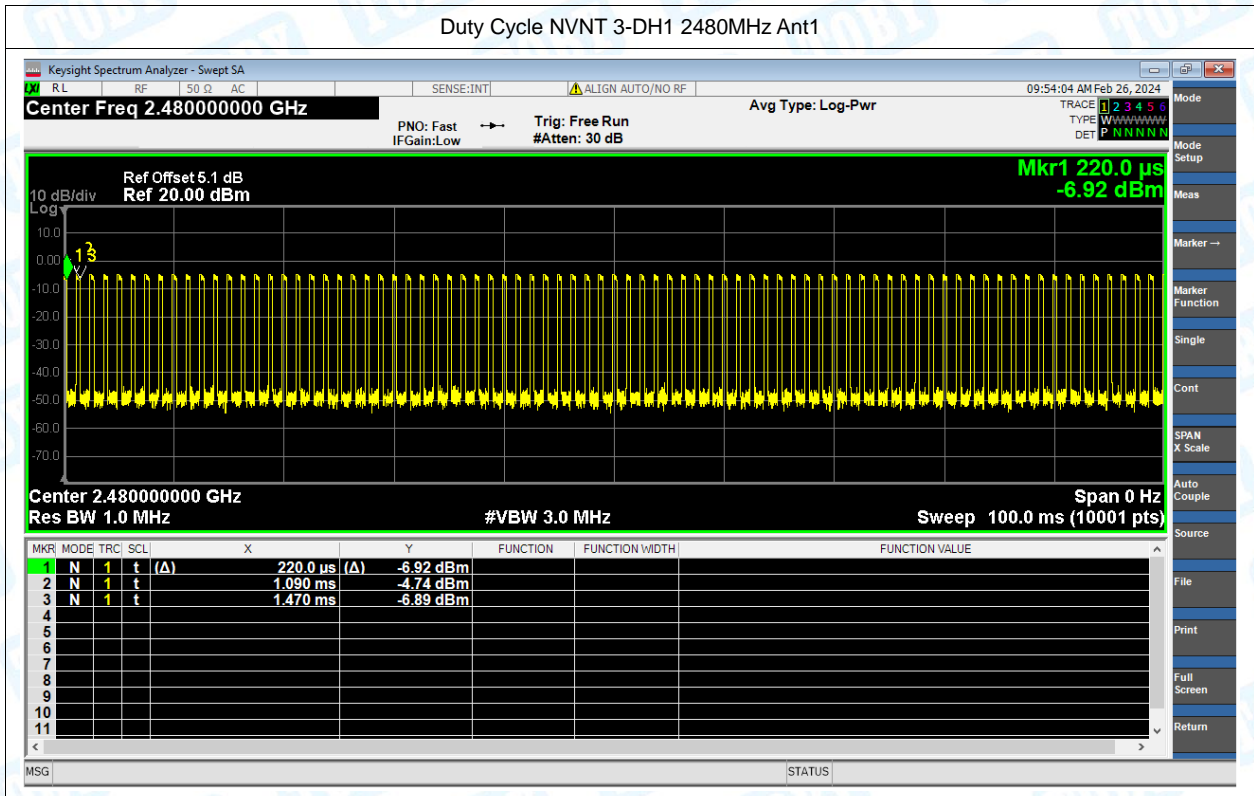 Duty Cycle NVNT 3-DH1 2480MHz Ant1
Keysight Spectrum Analyzer - Swept SA
LXI RL RF 50 Ω AC SENSE:INT ALIGN AUTO/NO RF 09:54:04 AM Feb 26, 2024
Center Freq 2.480000000 GHz
Avg Type: Log-Pwr
TRACE 1 2 3 4 5 6
PNO: Fast Trig: Free Run
TYPE WWWWWWW
IFGain:Low #Atten: 30 dB
DET P N N N N N
Mkr1 220.0 µs
-6.92 dBm
Ref Offset 5.1 dB
10 dB/div Ref 20.00 dBm
Log
10.0
0.00
-10.0
-20.0
-30.0
-40.0
-50.0
-60.0
-70.0
1 2 3
Center 2.480000000 GHz Span 0 Hz
Res BW 1.0 MHz #VBW 3.0 MHz Sweep 100.0 ms (10001 pts)
MKR MODE TRC SCL X Y FUNCTION FUNCTION WIDTH FUNCTION VALUE
1 N 1 t (Δ) 220.0 µs (Δ) -6.92 dBm
2 N 1 t 1.090 ms -4.74 dBm
3 N 1 t 1.470 ms -6.89 dBm
4
5
6
7
8
9
10
11
MSG STATUS
Mode
Mode Setup
Meas
Marker →
Marker Function
Single
Cont
SPAN X Scale
Auto Couple
Source
File
Print
Full Screen
Return
TOBY